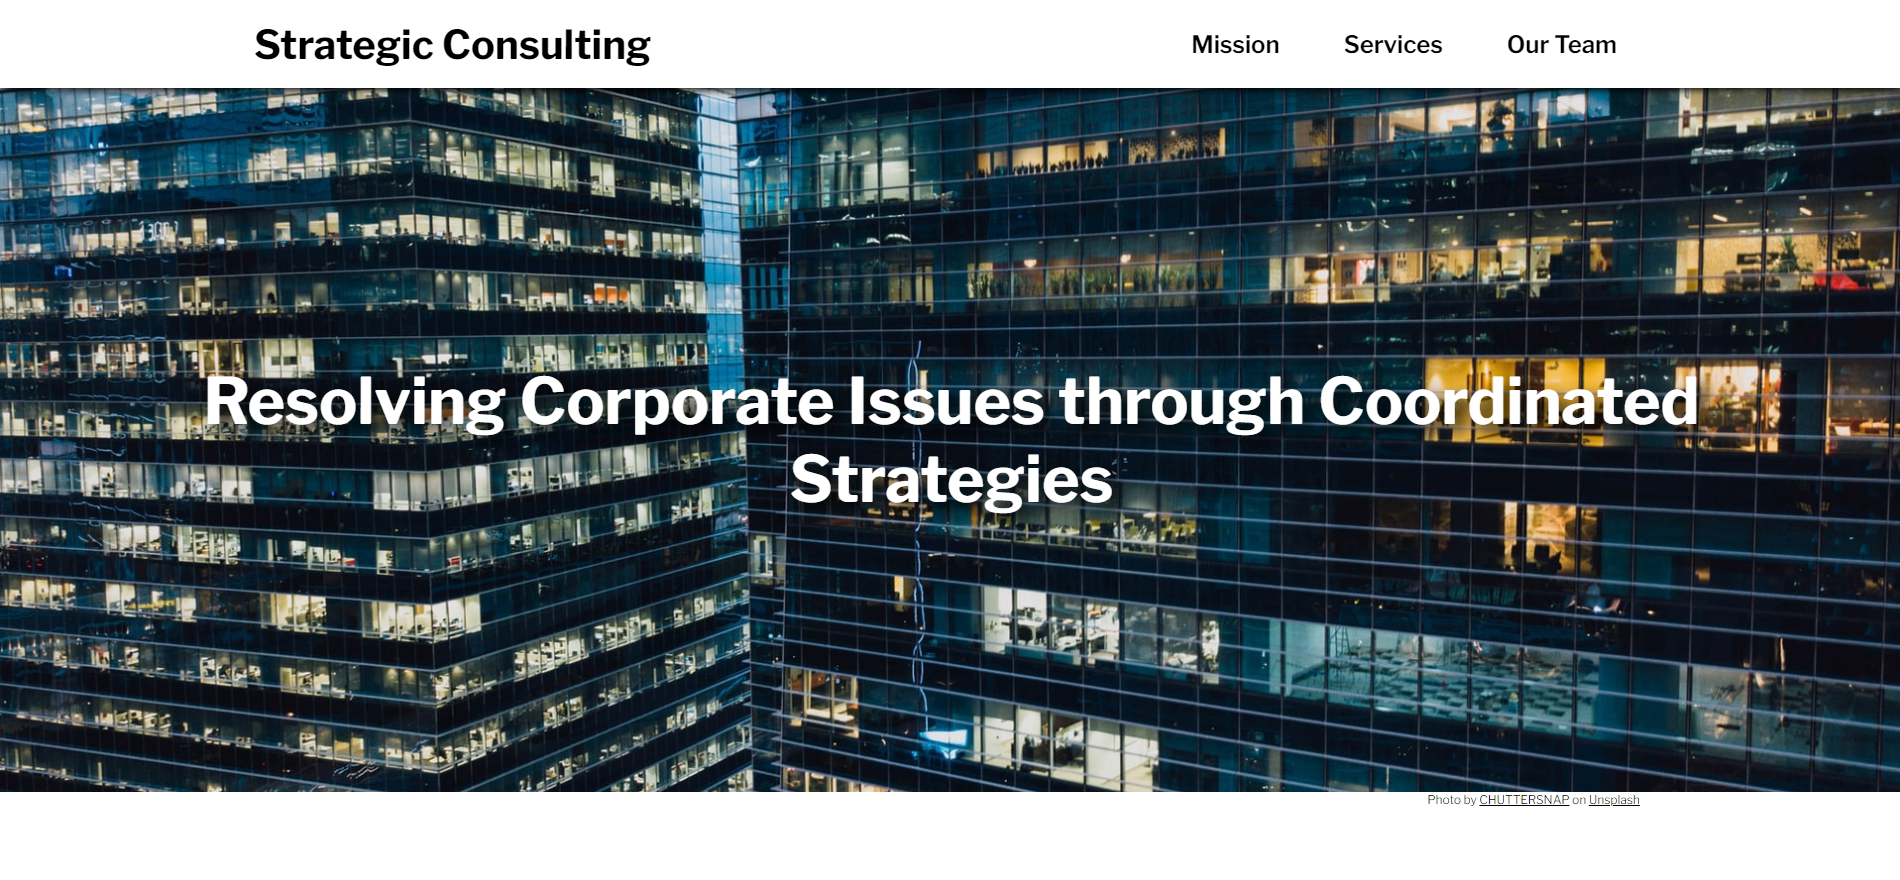 Strategic Consulting
Mission Services Our Team
Resolving Corporate Issues through Coordinated
Strategies
Photo by CHUTTERSNAP on Unsplash